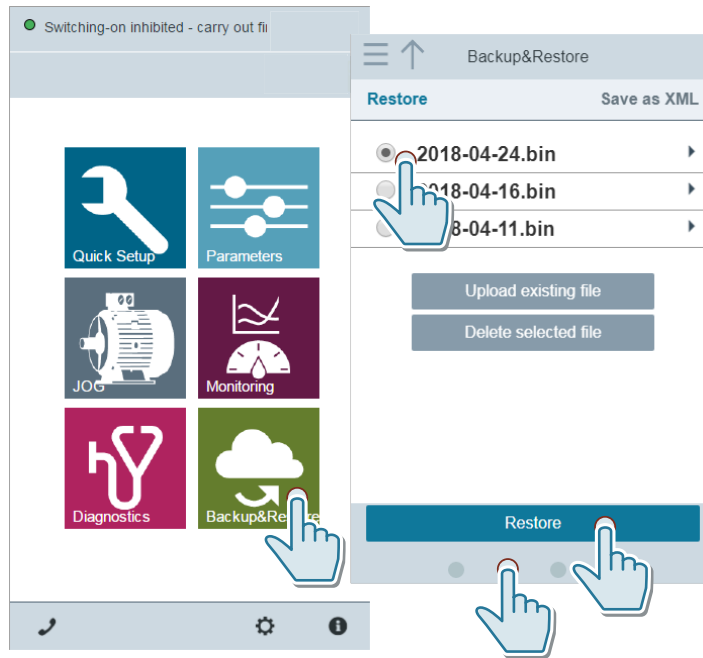 Switching-on inhibited - carry out fi
Quick Setup
Parameters
JOG
Monitoring
Diagnostics
Backup&Re
Backup&Restore
Restore
Save as XML
2018-04-24.bin
018-04-16.bin
8-04-11.bin
Upload existing file
Delete selected file
Restore